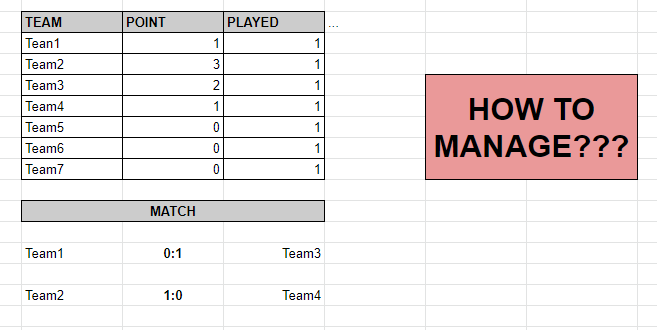 TEAM POINT PLAYED ...
Tean1 1 1
Team2 3 1
Team3 2 1
Team4 1 1
Team5 0 1
Team6 0 1
Team7 0 1
HOW TO
MANAGE???
MATCH
Team1 0:1 Team3
Team2 1:0 Team4